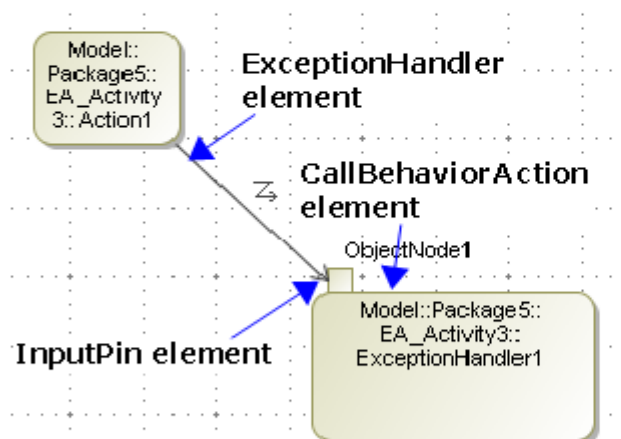 Model::
Package5::
EA_Activity
3::Action1
ExceptionHandler
element
CallBehaviorAction
element
ObjectNode1
Model::Package5::
EA_Activity3::
ExceptionHandler1
InputPin element